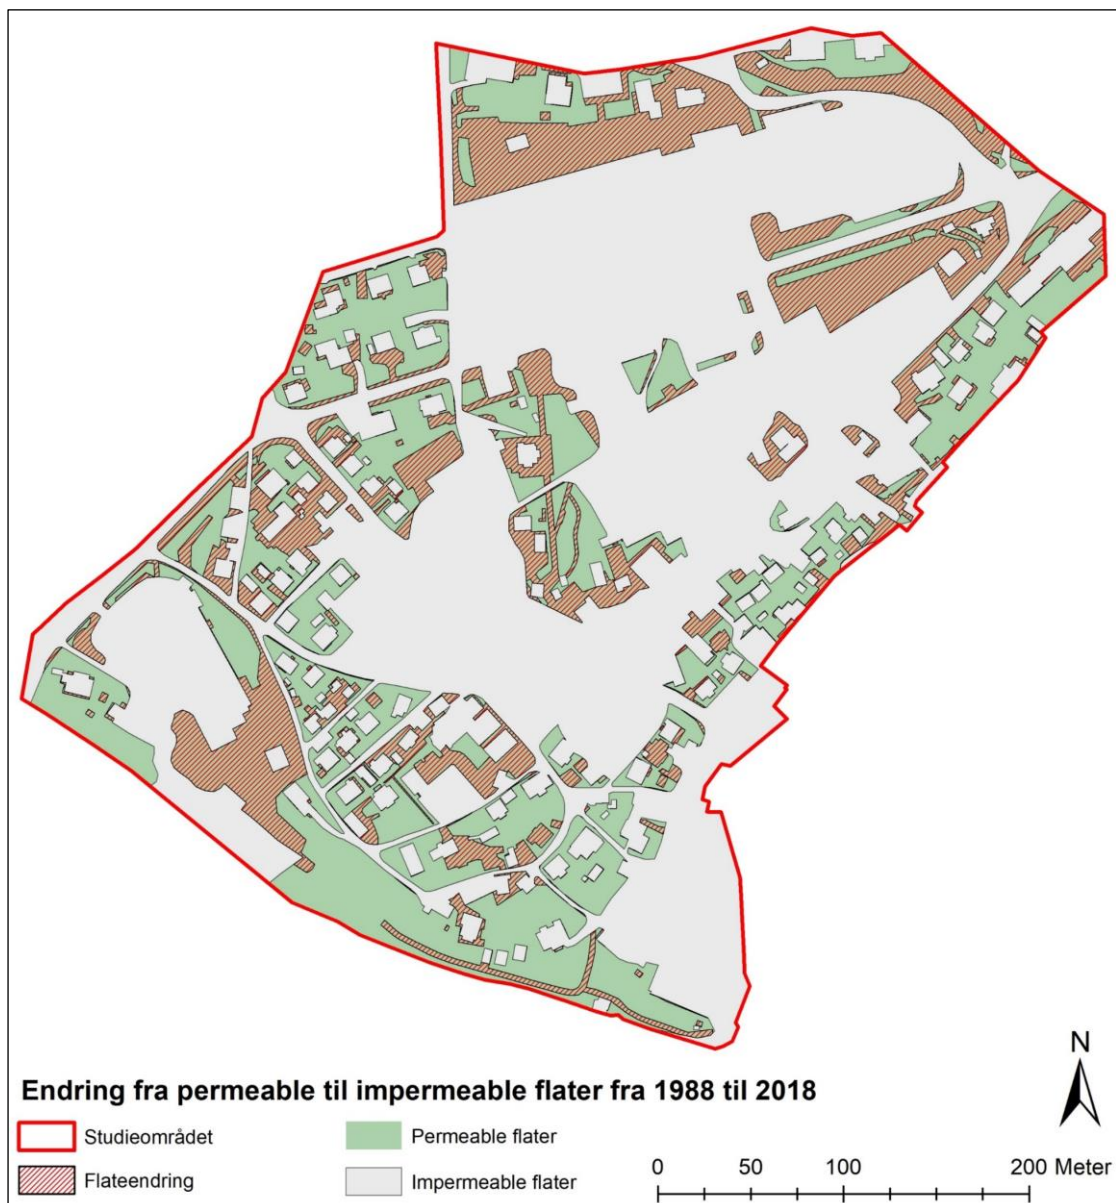 N
Endring fra permeable til impermeable flater fra 1988 til 2018
Studieområdet
Permeable flater
Flateendring
Impermeable flater
0 50 100 200 Meter